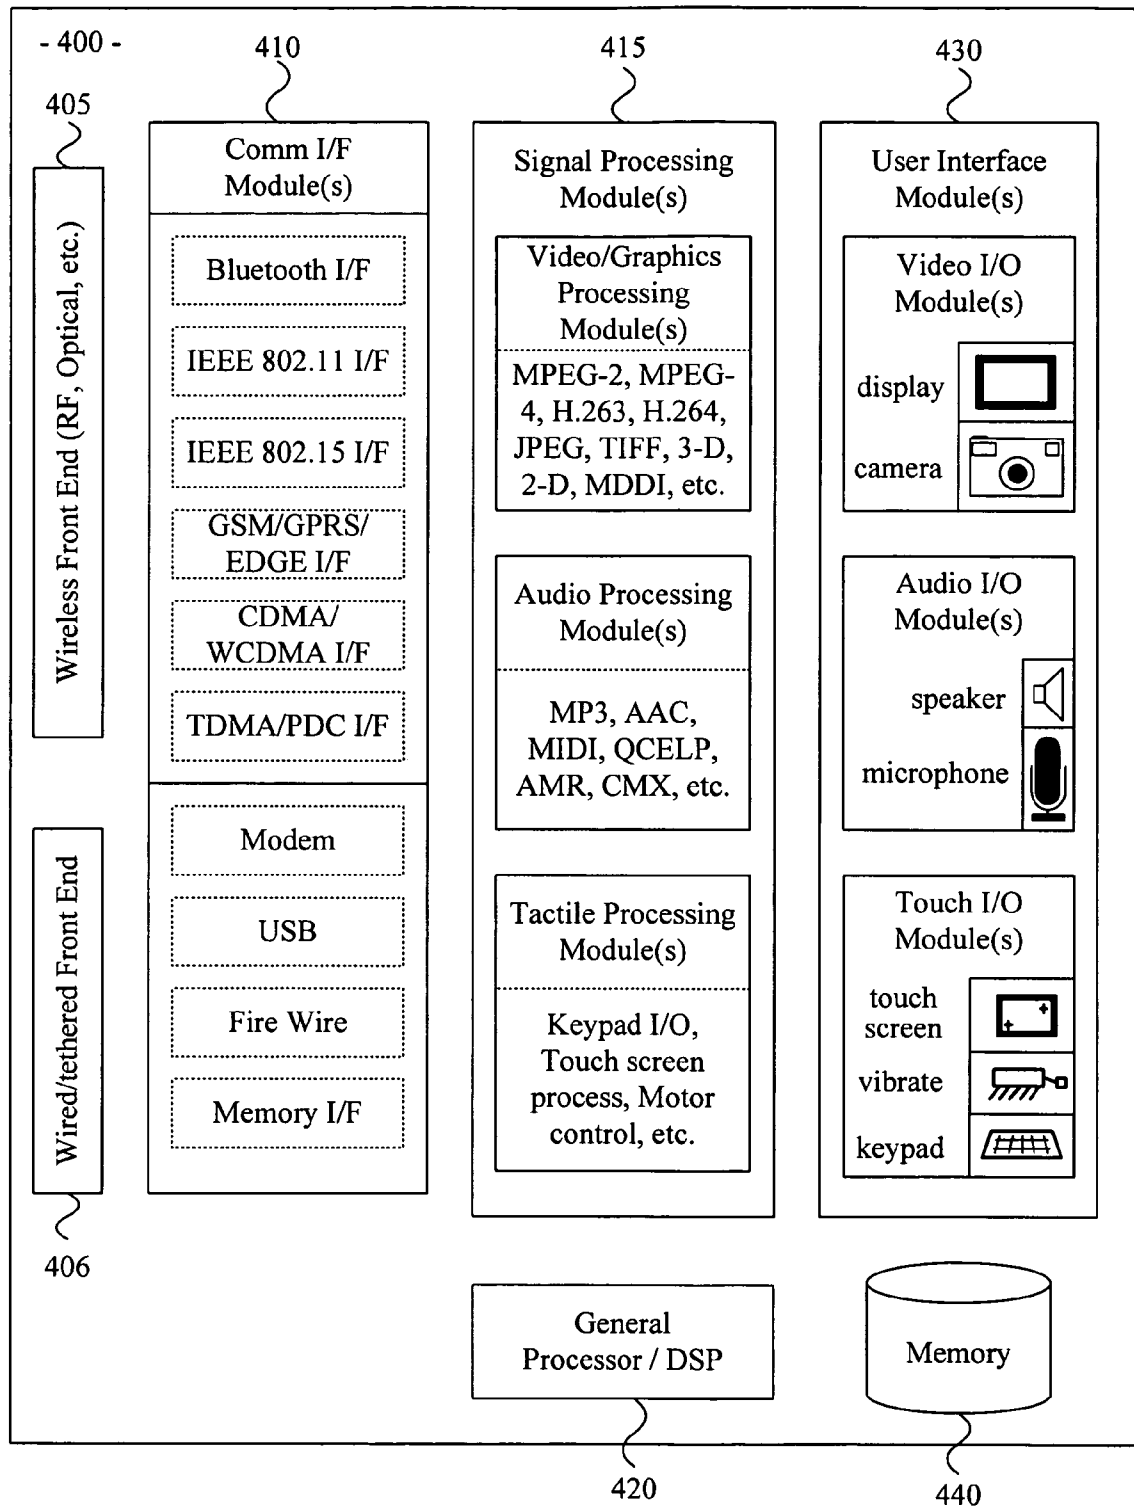 - 400 -
410
415
430
405
Wireless Front End (RF, Optical, etc.)
Wired/tethered Front End
406
Comm I/F
Module(s)
Bluetooth I/F
IEEE 802.11 I/F
IEEE 802.15 I/F
GSM/GPRS/
EDGE I/F
CDMA/
WCDMA I/F
TDMA/PDC I/F
Modem
USB
Fire Wire
Memory I/F
Signal Processing
Module(s)
Video/Graphics
Processing
Module(s)
MPEG-2, MPEG-
4, H.263, H.264,
JPEG, TIFF, 3-D,
2-D, MDDI, etc.
Audio Processing
Module(s)
MP3, AAC,
MIDI, QCELP,
AMR, CMX, etc.
Tactile Processing
Module(s)
Keypad I/O,
Touch screen
process, Motor
control, etc.
User Interface
Module(s)
Video I/O
Module(s)
display
camera
Audio I/O
Module(s)
speaker
microphone
Touch I/O
Module(s)
touch
screen
vibrate
keypad
General
Processor / DSP
Memory
420
440